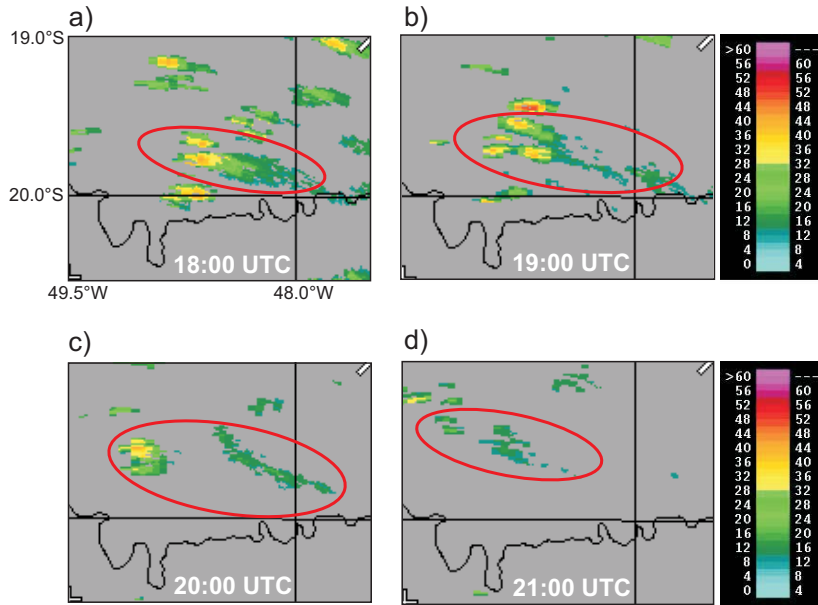 a)
b)
19.0°S
20.0°S
49.5°W
48.0°W
18:00 UTC
19:00 UTC
>60 ---
56 60
52 56
48 52
44 48
40 44
36 40
32 36
28 32
24 28
20 24
16 20
12 16
8 12
4 8
0 4
c)
d)
20:00 UTC
21:00 UTC
>60 ---
56 60
52 56
48 52
44 48
40 44
36 40
32 36
28 32
24 28
20 24
16 20
12 16
8 12
4 8
0 4